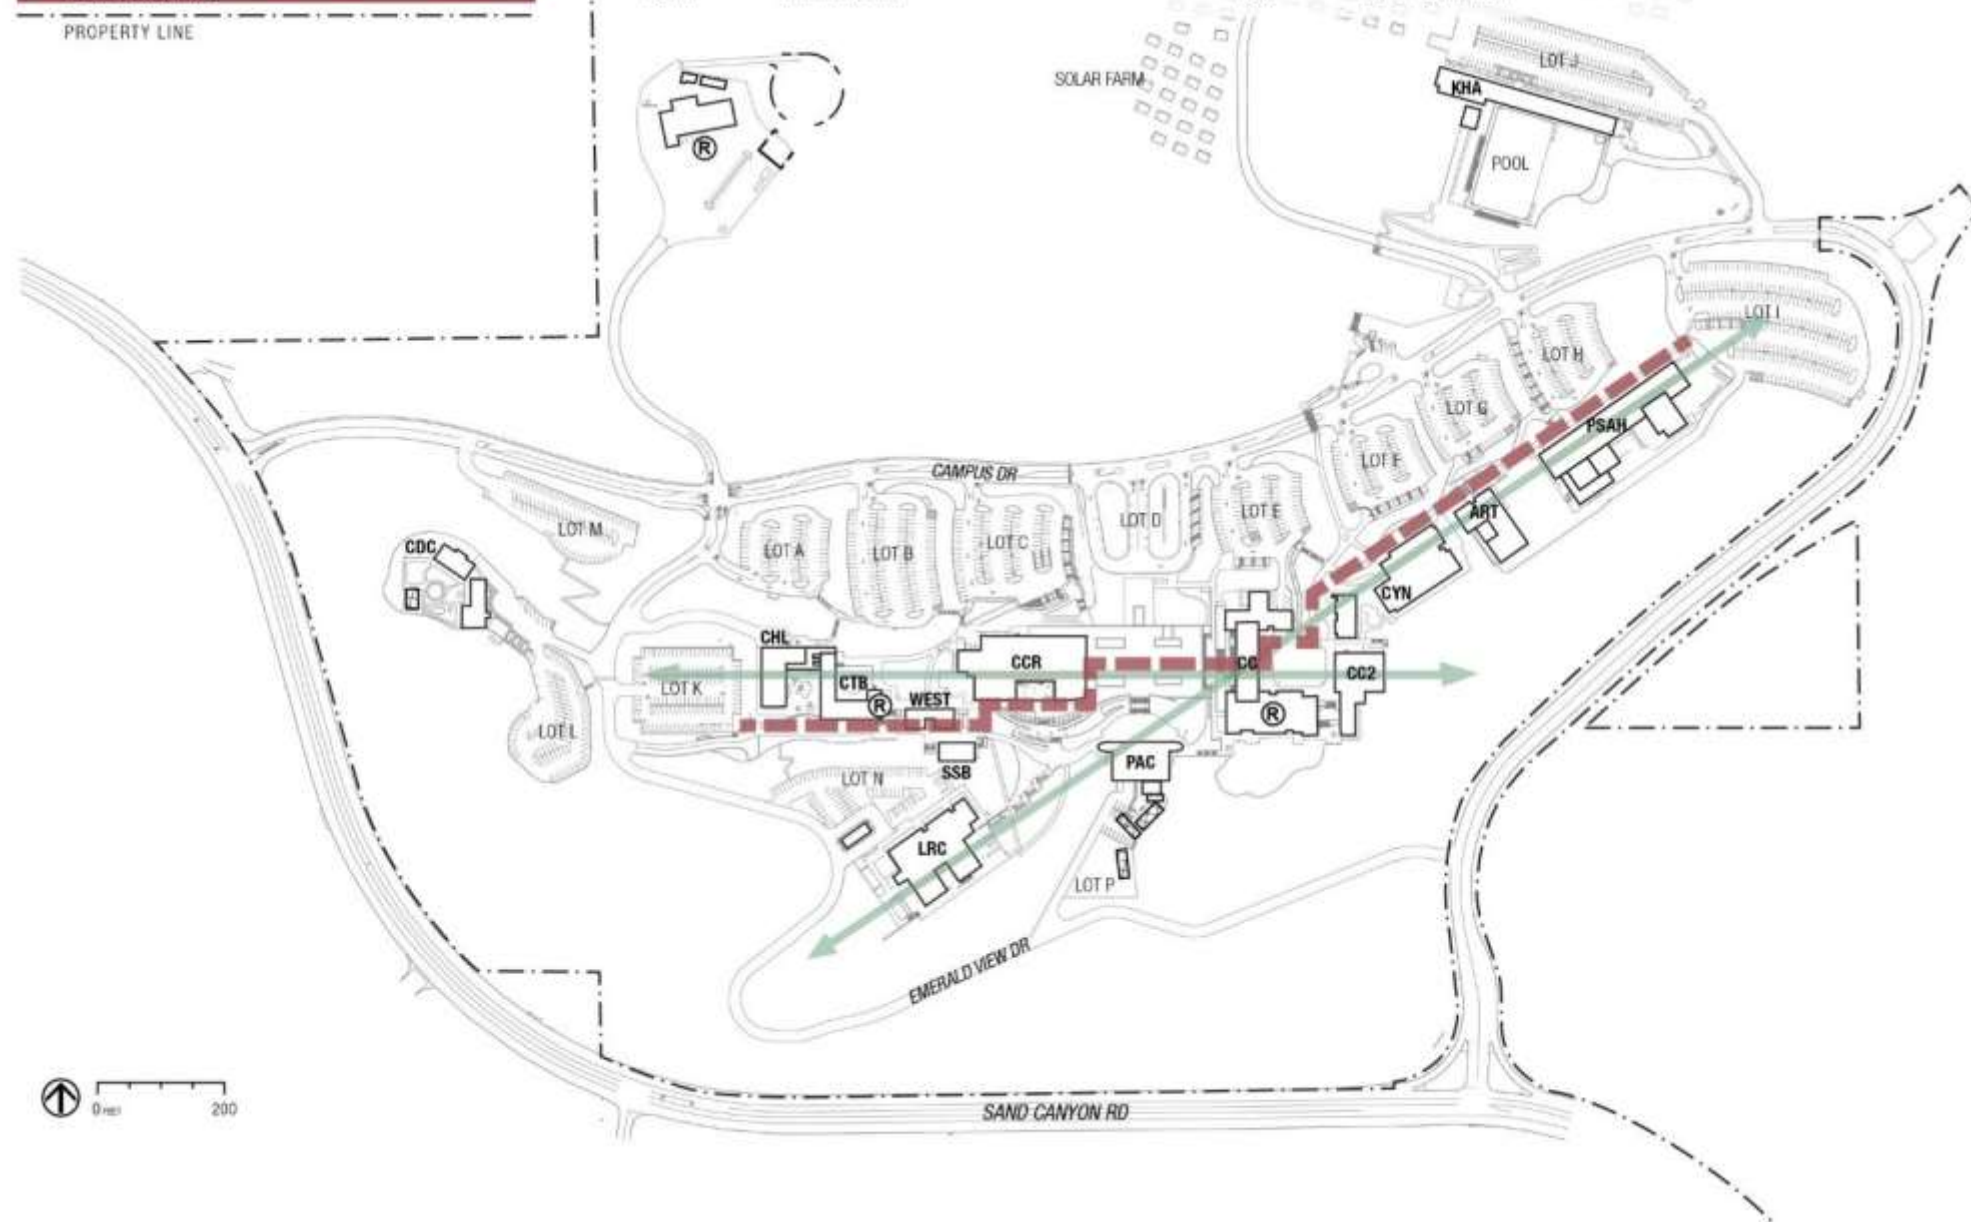 PROPERTY LINE
LOT J
SOLAR FARM
KHA
R
POOL
LOT I
LOT H
LOT G
PSAH
LOT F
CAMPUS DR
ART
LOT M
LOT A
LOT B
LOT C
LOT D
LOT E
CDC
CYN
CHL
CCR
CC
CC2
LOT K
CTB
WEST
R
R
LOT L
SSB
PAC
LOT N
LRC
LOT P
EMERALD VIEW DR
0 FEET 200
SAND CANYON RD